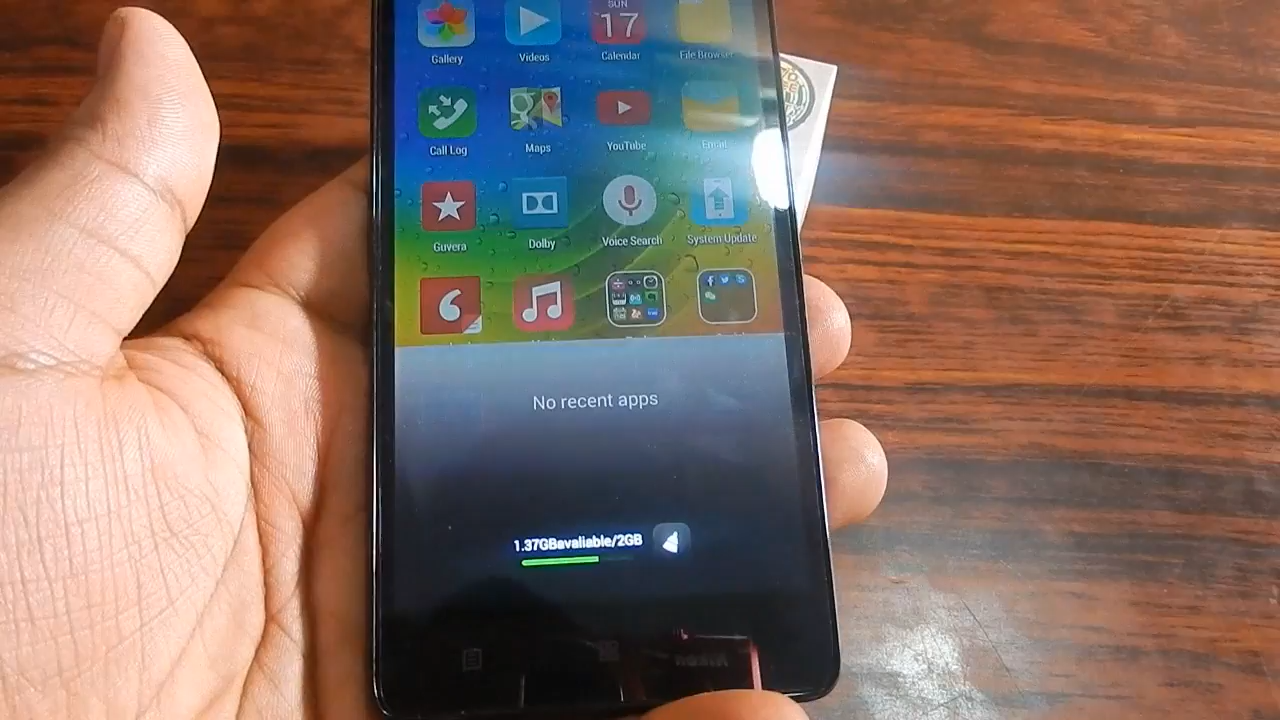 SUN
17
Gallery
Videos
Calendar
File Browser
Call Log
Maps
YouTube
Email
Guvera
Dolby
Voice Search
System Update
No recent apps
1.37GBavaliable/2GB